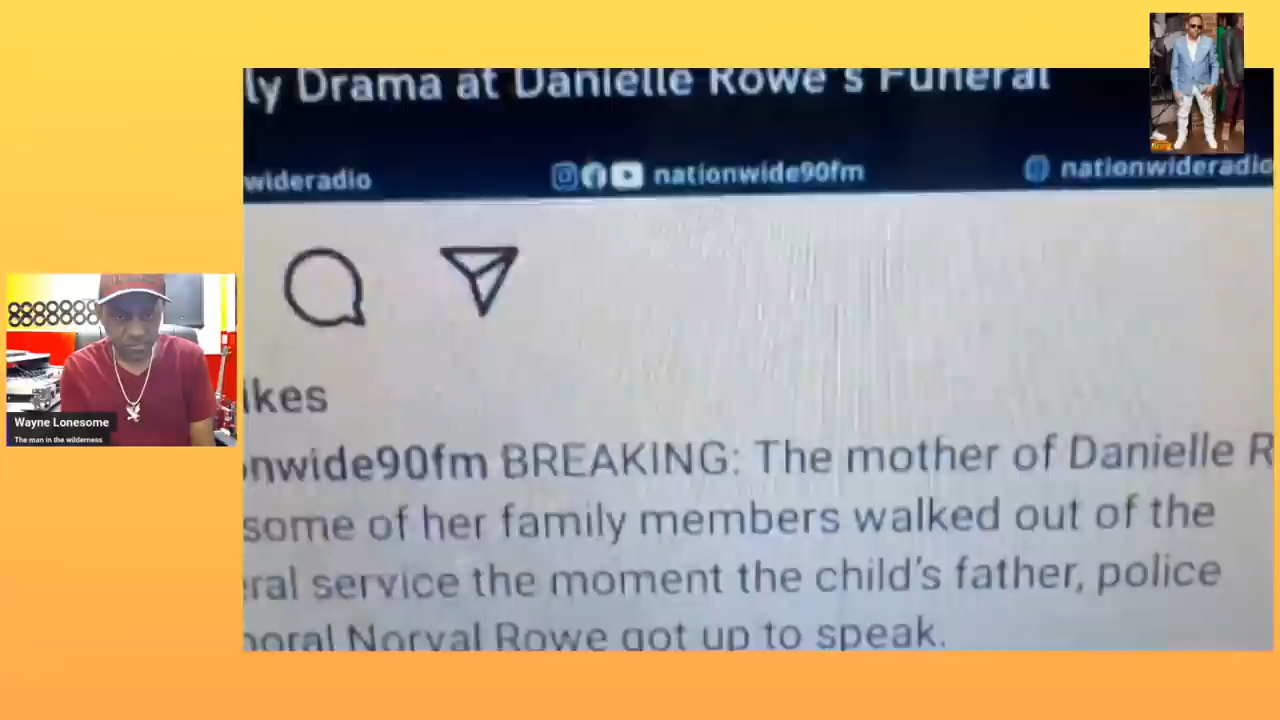 ly Drama at Danielle Rowe's Funeral
wideradio
nationwide90fm
nationwideradio
ikes
onwide90fm BREAKING: The mother of Danielle R
some of her family members walked out of the
eral service the moment the child's father, police
poral Norval Rowe got up to speak.
Wayne Lonesome
The man in the wilderness